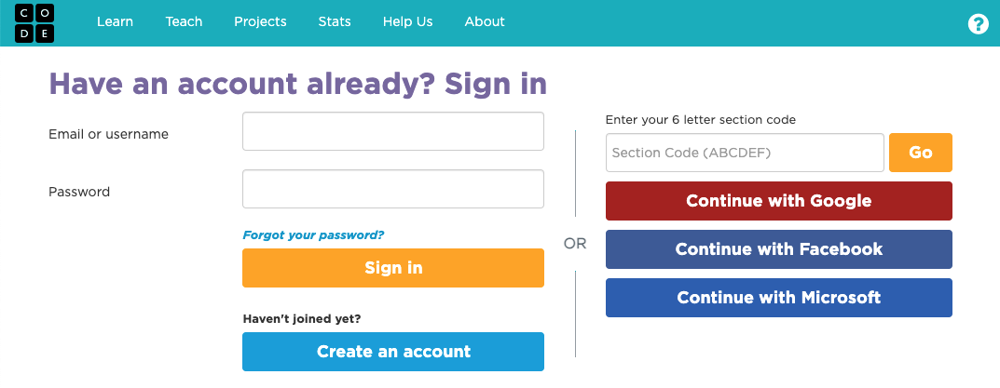 C O
D E
Learn Teach Projects Stats Help Us About
?
Have an account already? Sign in
Email or username
Password
Forgot your password?
Sign in
Haven't joined yet?
Create an account
OR
Enter your 6 letter section code
Section Code (ABCDEF)
Go
Continue with Google
Continue with Facebook
Continue with Microsoft